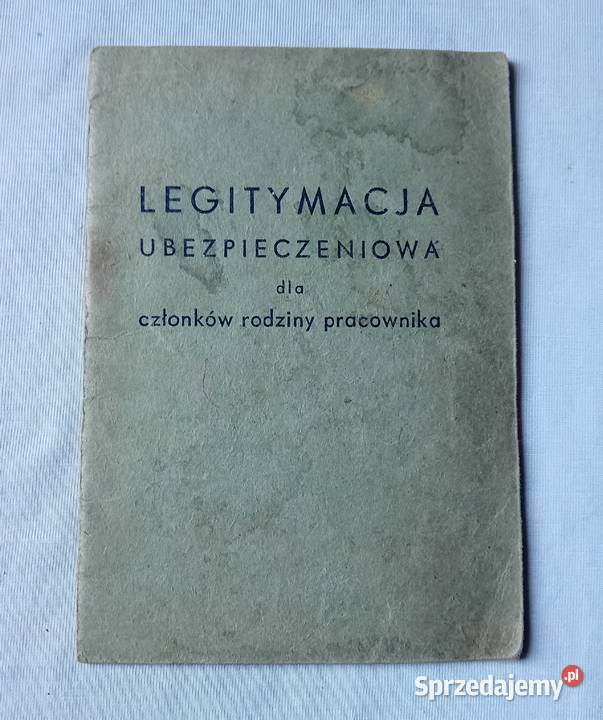 LEGITYMACJA
UBEZPIECZENIOWA
dla
członków rodziny pracownika
Sprzedajemy.pl